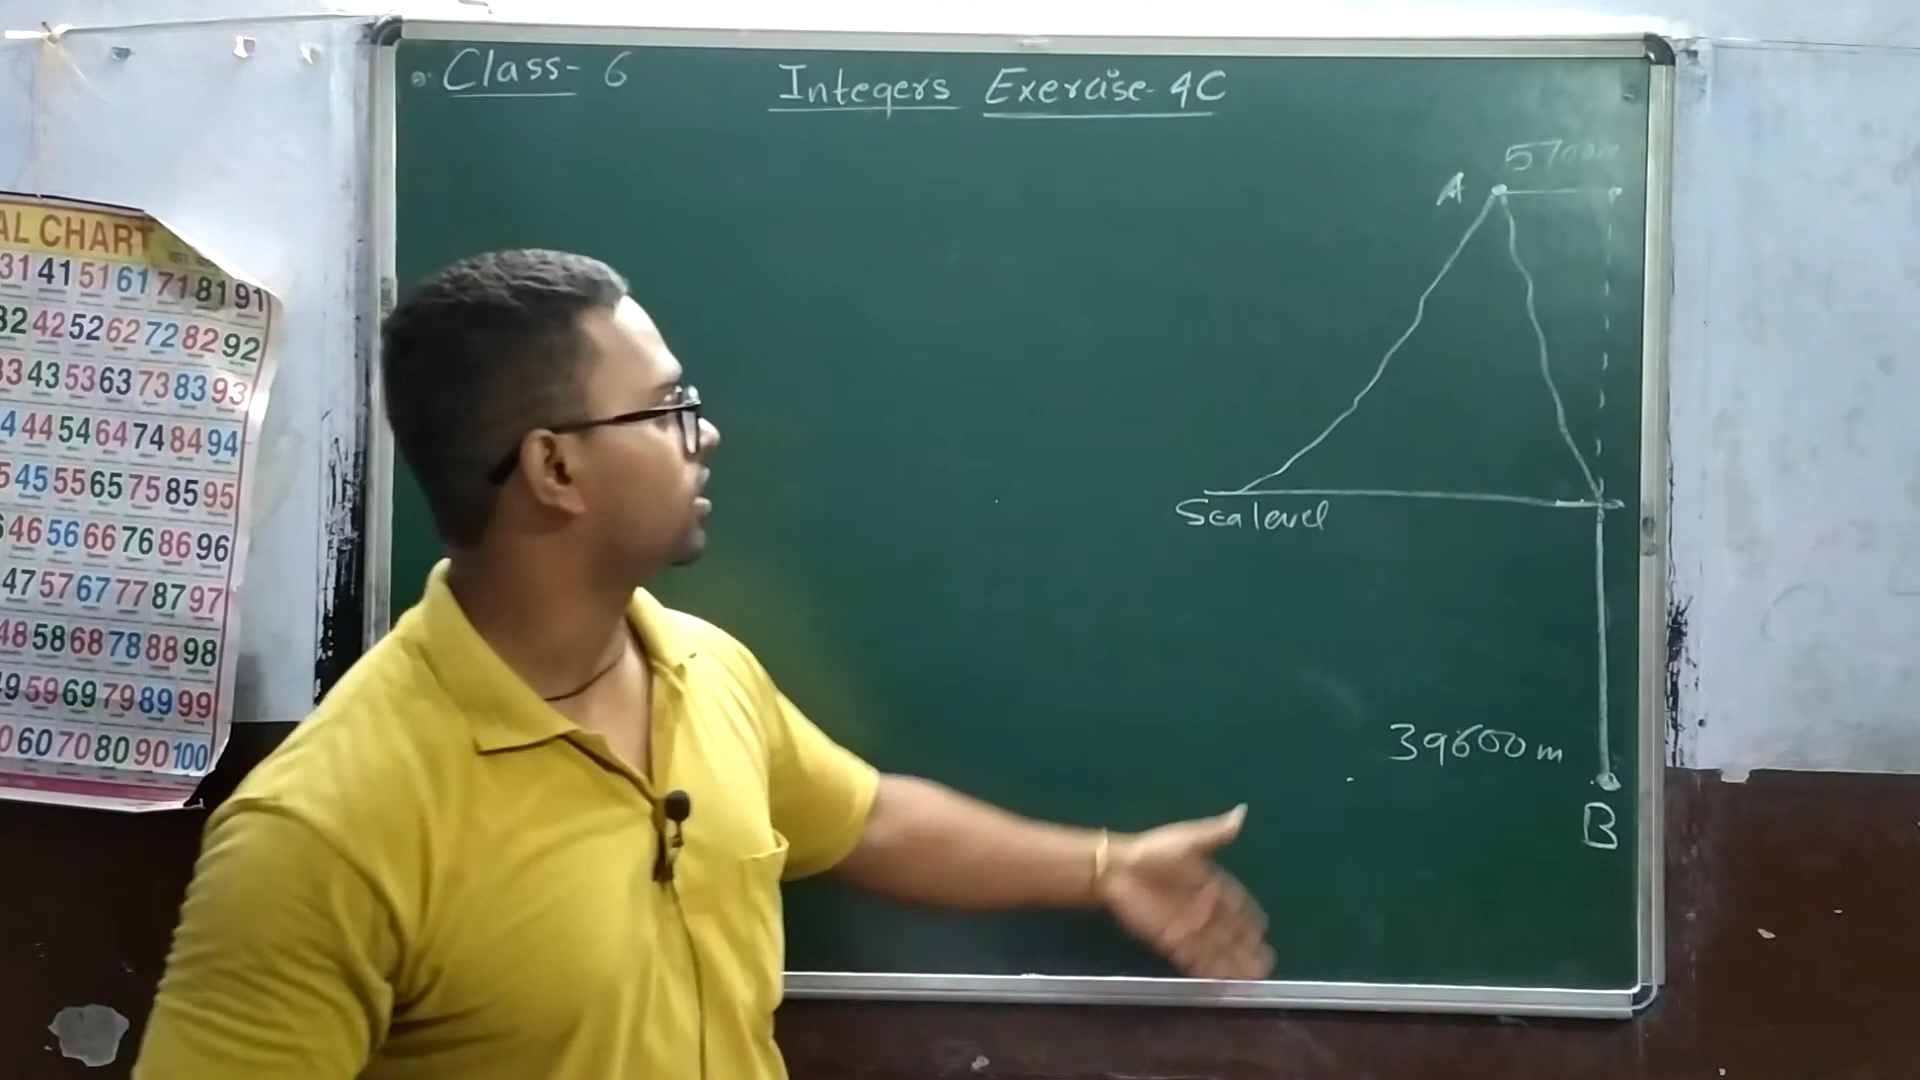 Class- 6
Integers Exercise-4C
5700m
A
Sea level
39600 m
B
AL CHART
31 41 51 61 71 81 91
32 42 52 62 72 82 92
33 43 53 63 73 83 93
4 44 54 64 74 84 94
5 45 55 65 75 85 95
46 56 66 76 86 96
47 57 67 77 87 97
48 58 68 78 88 98
49 59 69 79 89 99
0 60 70 80 90 100